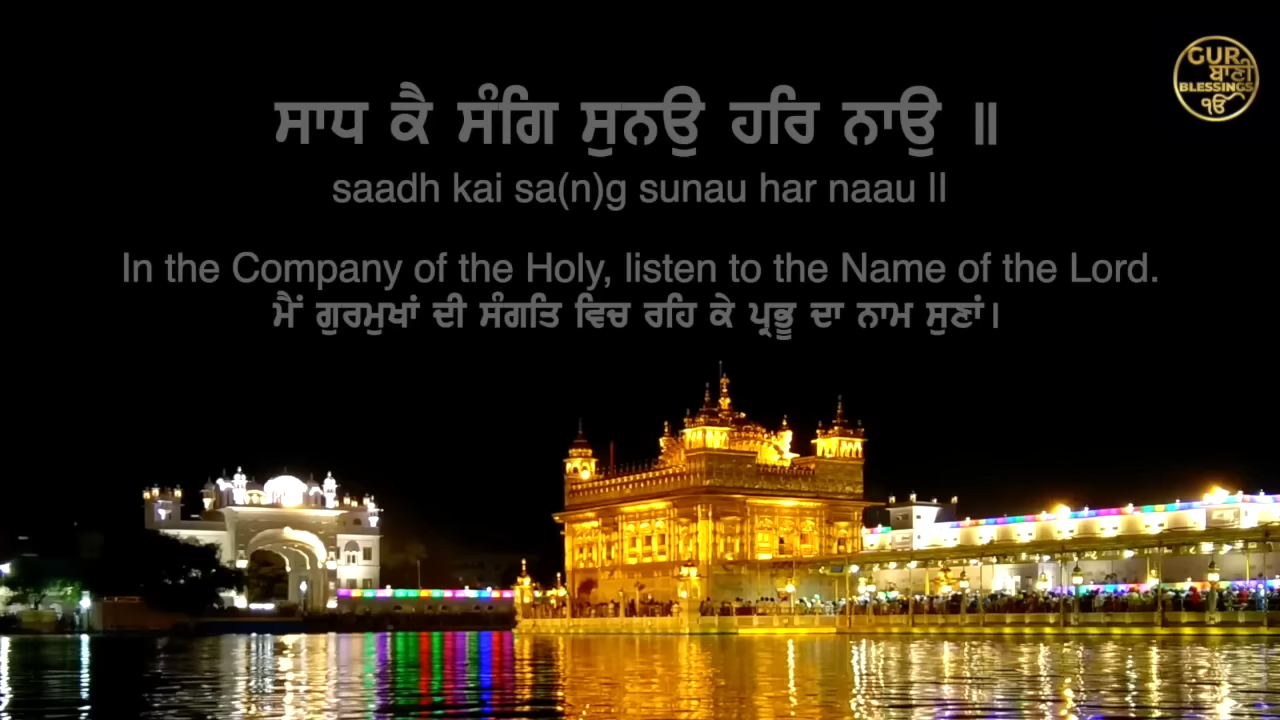 GUR
ਬਾਣੀ
BLESSINGS
ੴ
ਸਾਧ ਕੈ ਸੰਗਿ ਸੁਨਉ ਹਰਿ ਨਾਉ ॥
saadh kai sa(n)g sunau har naau ||
In the Company of the Holy, listen to the Name of the Lord.
ਮੈਂ ਗੁਰਮੁਖਾਂ ਦੀ ਸੰਗਤਿ ਵਿਚ ਰਹਿ ਕੇ ਪ੍ਰਭੂ ਦਾ ਨਾਮ ਸੁਣਾਂ।